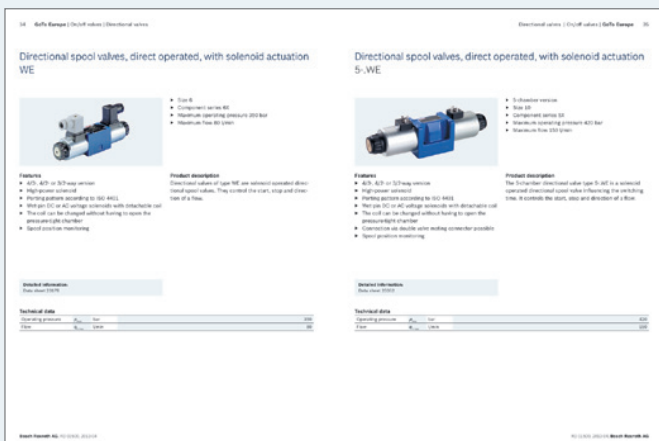 34 GoTo Europe | On/off valves | Directional valves
Directional spool valves, direct operated, with solenoid actuation
WE
▶ Size 6
▶ Component series 6X
▶ Maximum operating pressure 350 bar
▶ Maximum flow 80 l/min
Features
▶ 4/3-, 4/2- or 3/2-way version
▶ High-power solenoid
▶ Porting pattern according to ISO 4401
▶ Wet-pin DC or AC voltage solenoids with detachable coil
▶ The coil can be changed without having to open the
pressure-tight chamber
▶ Spool position monitoring
Product description
Directional valves of type WE are solenoid operated direc-
tional spool valves. They control the start, stop and direc-
tion of a flow.
Detailed information:
Data sheet
Technical data
Operating pressure bar
Flow l/min
Bosch Rexroth AG
Directional valves | On/off valves | GoTo Europe 35
Directional spool valves, direct operated, with solenoid actuation
5-.WE
▶ 5-chamber version
▶ Size 10
▶ Component series
▶ Maximum operating pressure 420 bar
▶ Maximum flow 150 l/min
Features
▶ 4/3-, 4/2- or 3/2-way version
▶ High-power solenoid
▶ Porting pattern according to ISO 4401
▶ Wet-pin DC or AC voltage solenoids with detachable coil
▶ The coil can be changed without having to open the
pressure-tight chamber
▶ Connection via double valve mating connector possible
▶ Spool position monitoring
Product description
The 5-chamber directional valve type 5-.WE is a solenoid
operated directional spool valve influencing the switching
time. It controls the start, stop and direction of a flow.
Detailed information:
Data sheet
Technical data
Operating pressure bar
Flow l/min
Bosch Rexroth AG